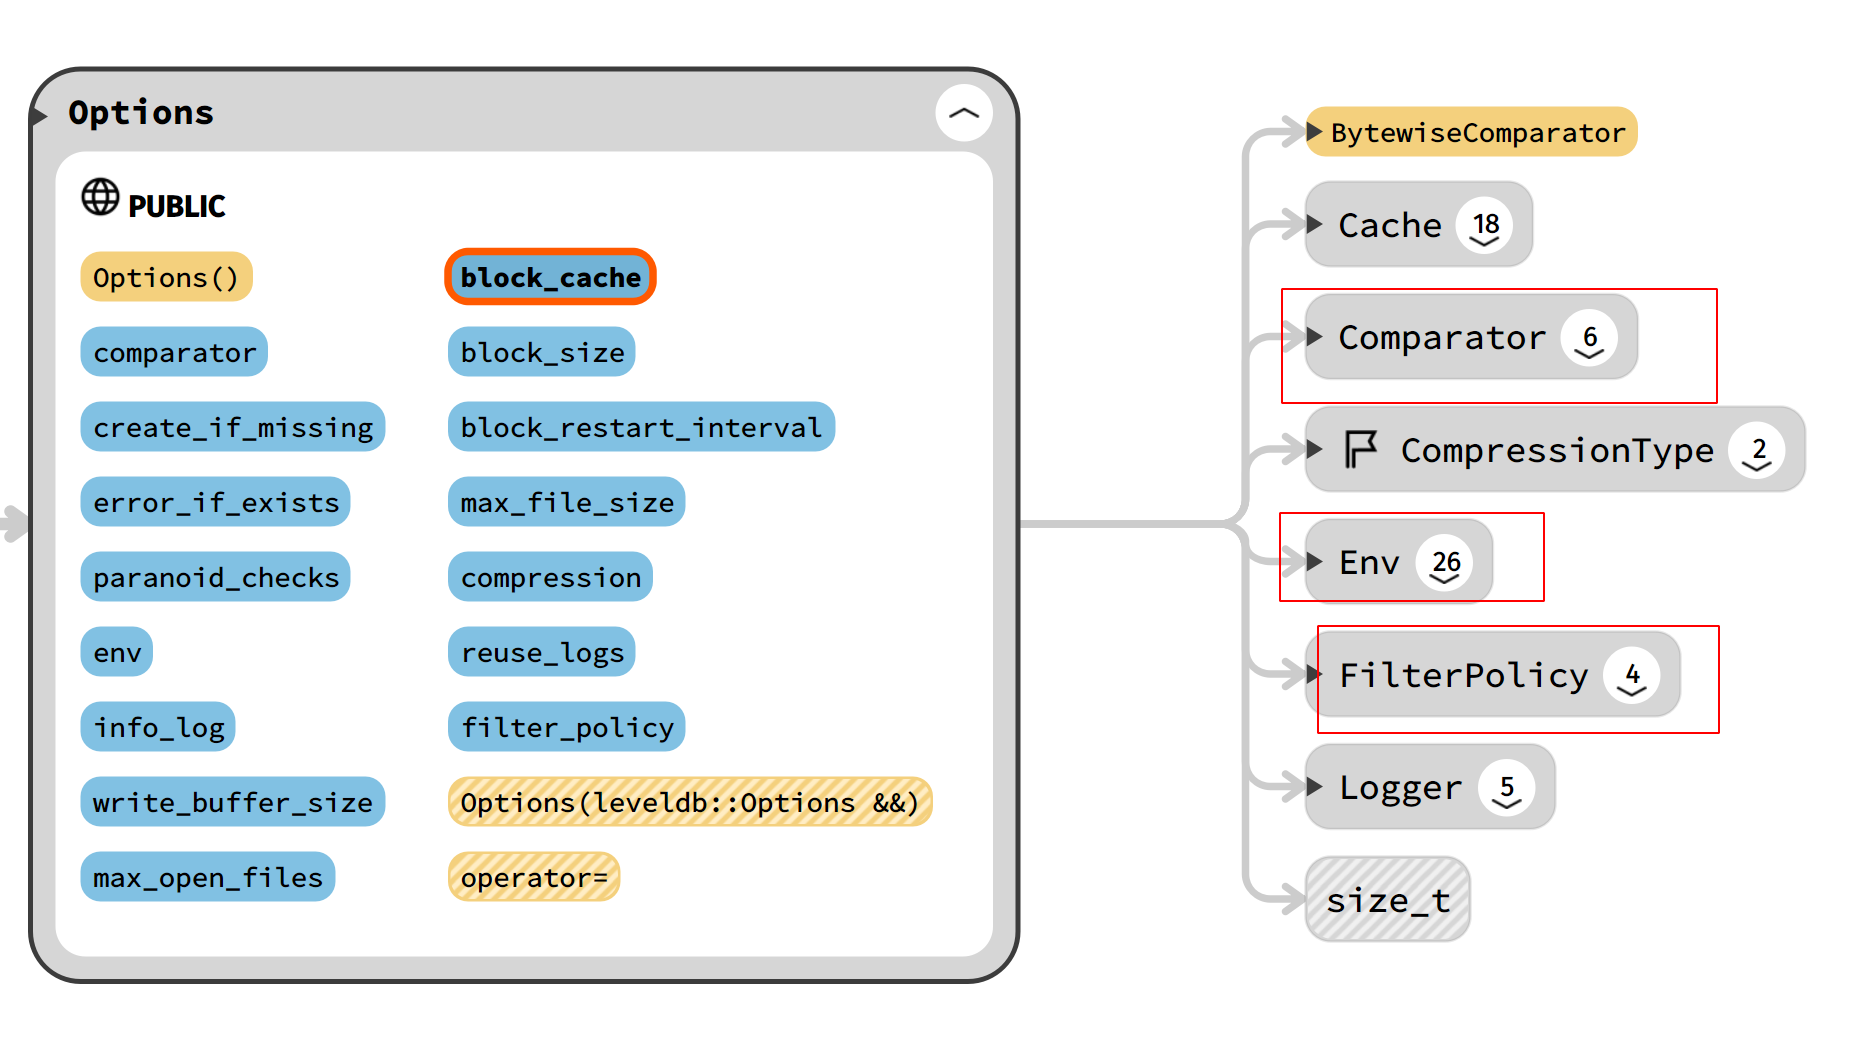 Options
PUBLIC
Options()
block_cache
comparator
block_size
create_if_missing
block_restart_interval
error_if_exists
max_file_size
paranoid_checks
compression
env
reuse_logs
info_log
filter_policy
write_buffer_size
Options(leveldb::Options &&)
max_open_files
operator=
BytewiseComparator
Cache 18
Comparator 6
CompressionType 2
Env 26
FilterPolicy 4
Logger 5
size_t